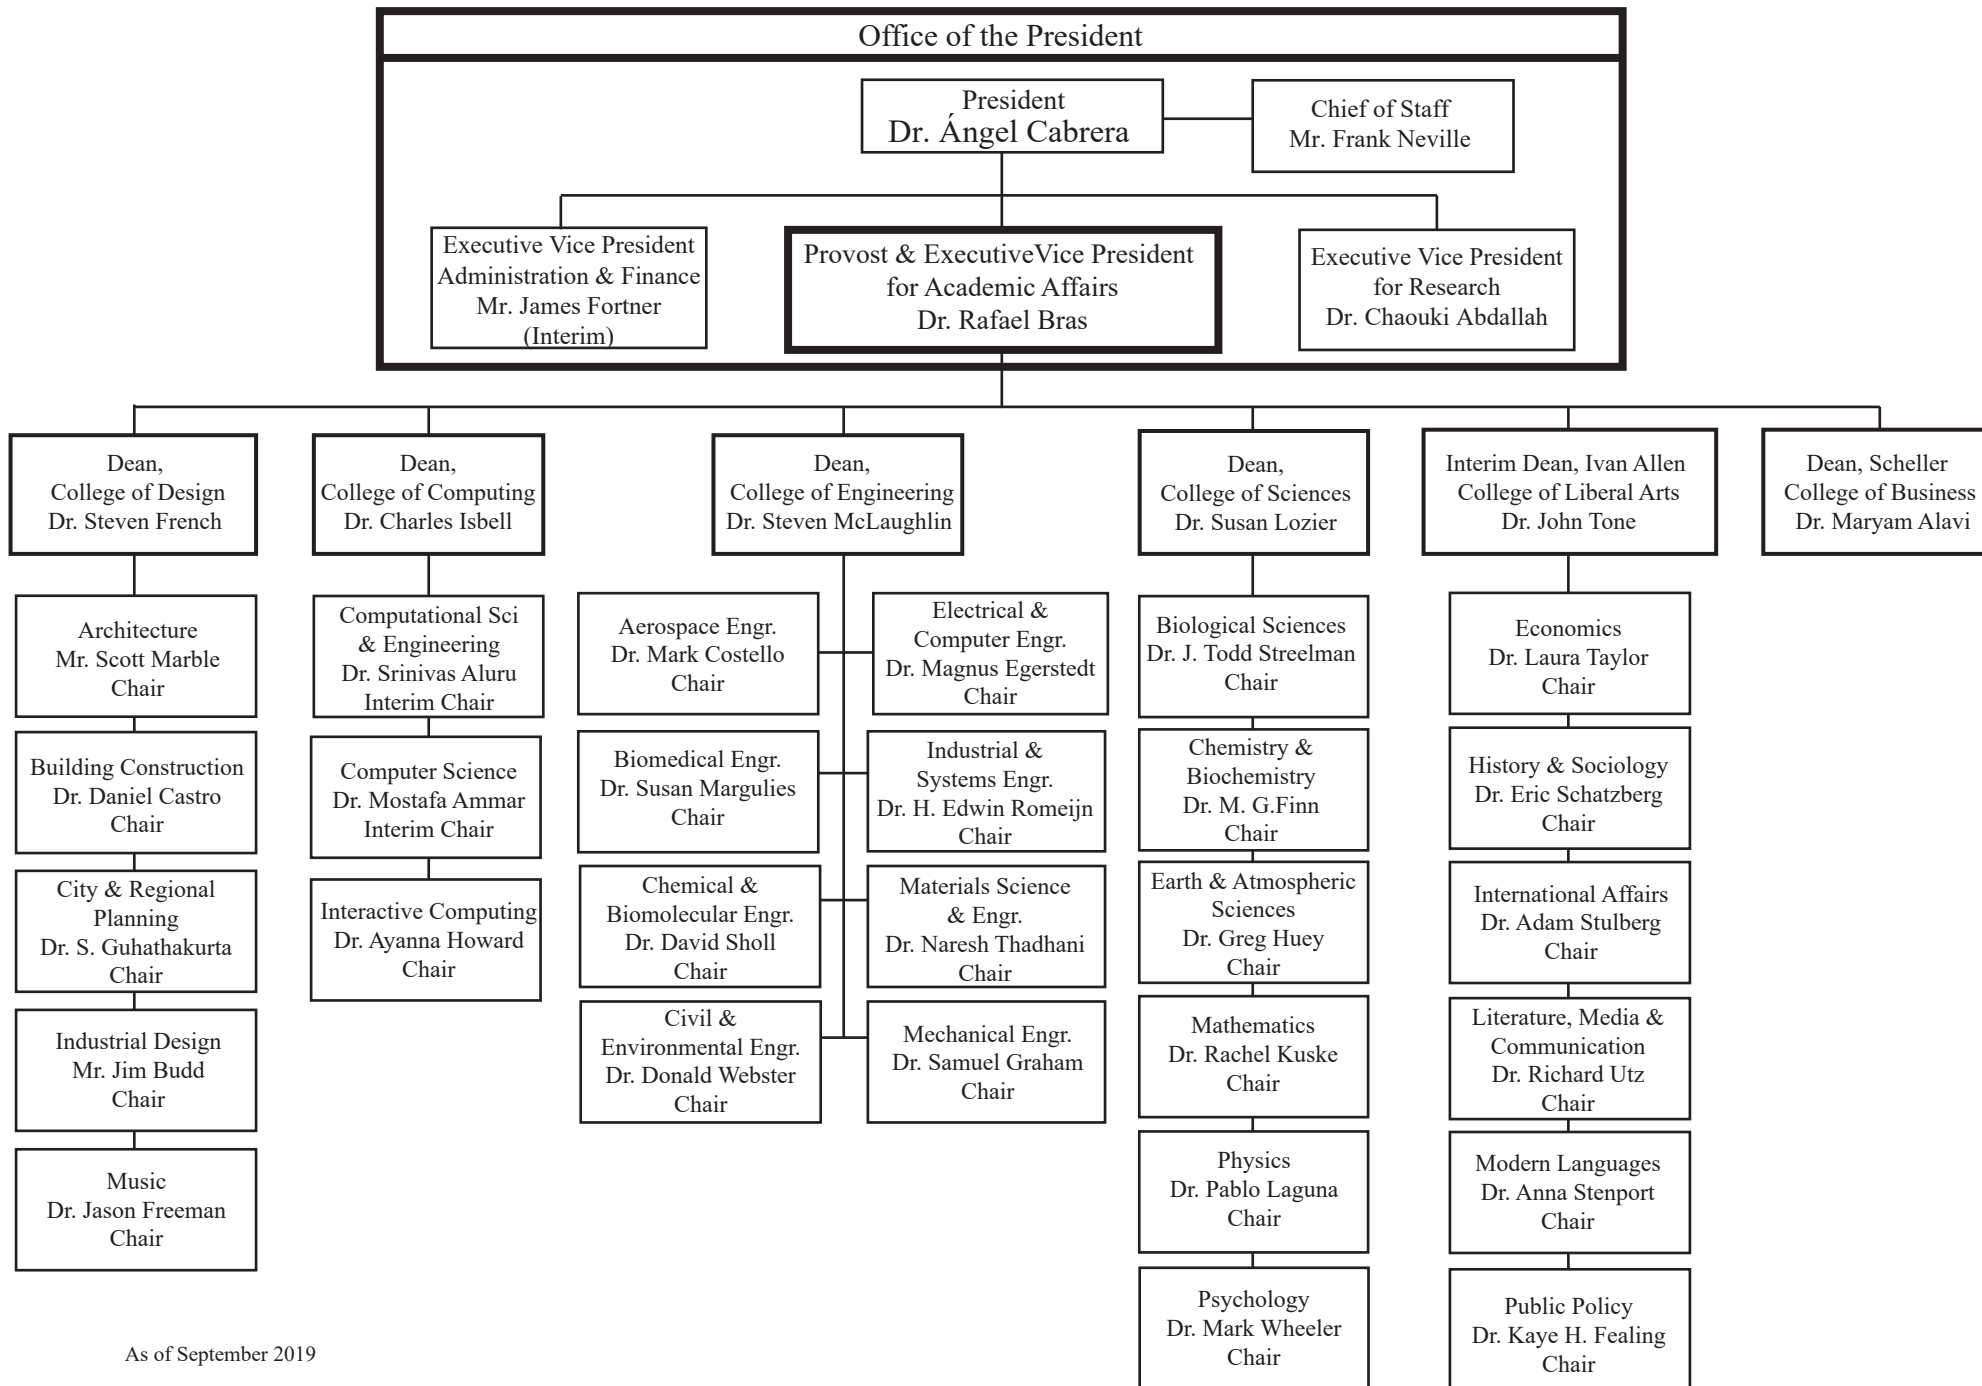 Office of the President
President
Dr. Ángel Cabrera
Chief of Staff
Mr. Frank Neville
Executive Vice President
Administration & Finance
Mr. James Fortner
(Interim)
Provost & ExecutiveVice President
for Academic Affairs
Dr. Rafael Bras
Executive Vice President
for Research
Dr. Chaouki Abdallah
Dean,
College of Design
Dr. Steven French
Dean,
College of Computing
Dr. Charles Isbell
Dean,
College of Engineering
Dr. Steven McLaughlin
Dean,
College of Sciences
Dr. Susan Lozier
Interim Dean, Ivan Allen
College of Liberal Arts
Dr. John Tone
Dean, Scheller
College of Business
Dr. Maryam Alavi
Architecture
Mr. Scott Marble
Chair
Building Construction
Dr. Daniel Castro
Chair
City & Regional
Planning
Dr. S. Guhathakurta
Chair
Industrial Design
Mr. Jim Budd
Chair
Music
Dr. Jason Freeman
Chair
Computational Sci
& Engineering
Dr. Srinivas Aluru
Interim Chair
Computer Science
Dr. Mostafa Ammar
Interim Chair
Interactive Computing
Dr. Ayanna Howard
Chair
Aerospace Engr.
Dr. Mark Costello
Chair
Biomedical Engr.
Dr. Susan Margulies
Chair
Chemical &
Biomolecular Engr.
Dr. David Sholl
Chair
Civil &
Environmental Engr.
Dr. Donald Webster
Chair
Electrical &
Computer Engr.
Dr. Magnus Egerstedt
Chair
Industrial &
Systems Engr.
Dr. H. Edwin Romeijn
Chair
Materials Science
& Engr.
Dr. Naresh Thadhani
Chair
Mechanical Engr.
Dr. Samuel Graham
Chair
Biological Sciences
Dr. J. Todd Streelman
Chair
Chemistry &
Biochemistry
Dr. M. G.Finn
Chair
Earth & Atmospheric
Sciences
Dr. Greg Huey
Chair
Mathematics
Dr. Rachel Kuske
Chair
Physics
Dr. Pablo Laguna
Chair
Psychology
Dr. Mark Wheeler
Chair
Economics
Dr. Laura Taylor
Chair
History & Sociology
Dr. Eric Schatzberg
Chair
International Affairs
Dr. Adam Stulberg
Chair
Literature, Media &
Communication
Dr. Richard Utz
Chair
Modern Languages
Dr. Anna Stenport
Chair
Public Policy
Dr. Kaye H. Fealing
Chair
As of September 2019